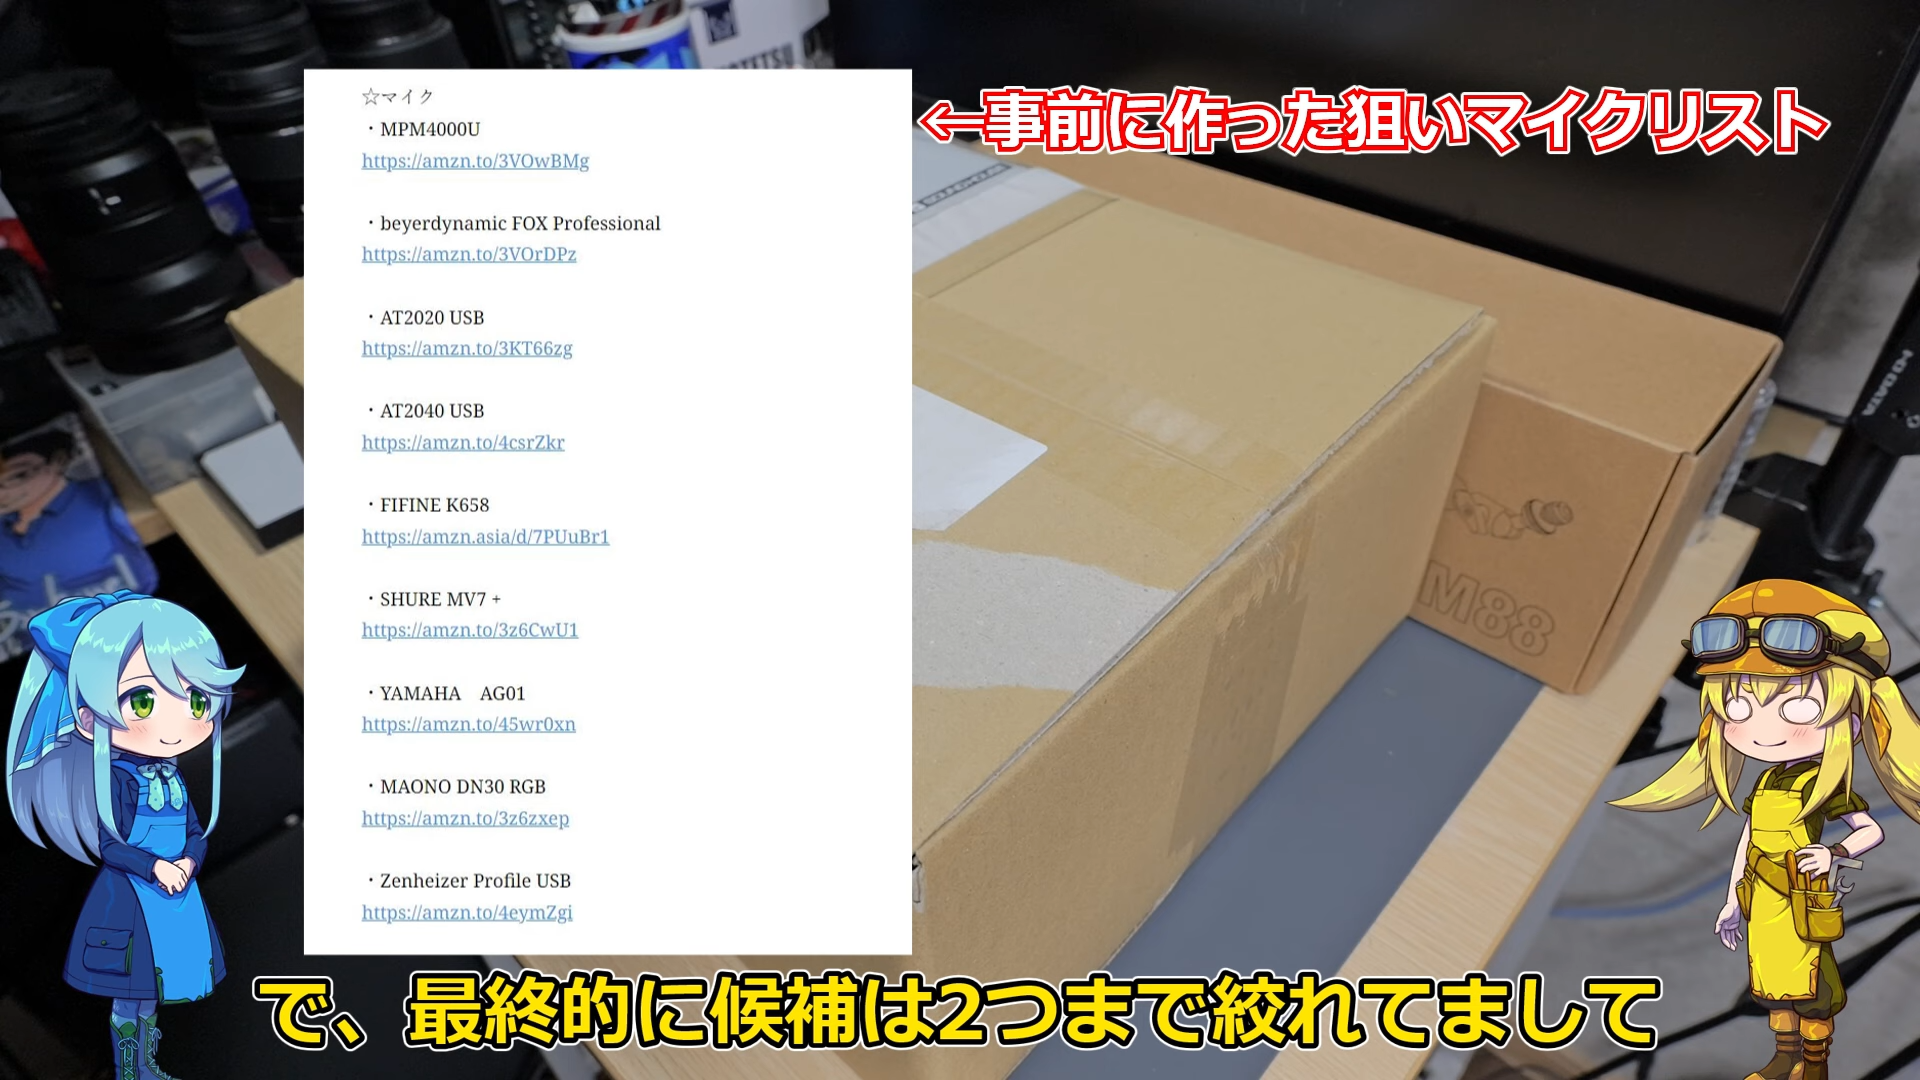 ☆マイク
・MPM4000U
https://amzn.to/3VOwBMg
・beyerdynamic FOX Professional
https://amzn.to/3VOrDPz
・AT2020 USB
https://amzn.to/3KT66zg
・AT2040 USB
https://amzn.to/4csrZkr
・FIFINE K658
https://amzn.asia/d/7PUuBr1
・SHURE MV7 +
https://amzn.to/3z6CwU1
・YAMAHA　AG01
https://amzn.to/45wr0xn
・MAONO DN30 RGB
https://amzn.to/3z6zxep
・Zenheizer Profile USB
https://amzn.to/4eymZgi
←事前に作った狙いマイクリスト
M88
で、最終的に候補は2つまで絞れてまして